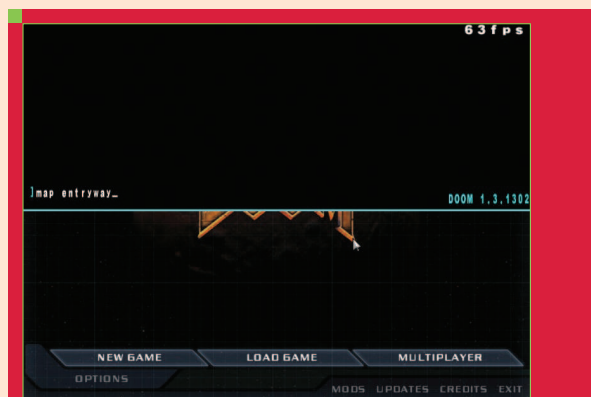 63fps
]map entryway_
DOOM 1.3.1302
NEW GAME LOAD GAME MULTIPLAYER
OPTIONS
MODS UPDATES CREDITS EXIT